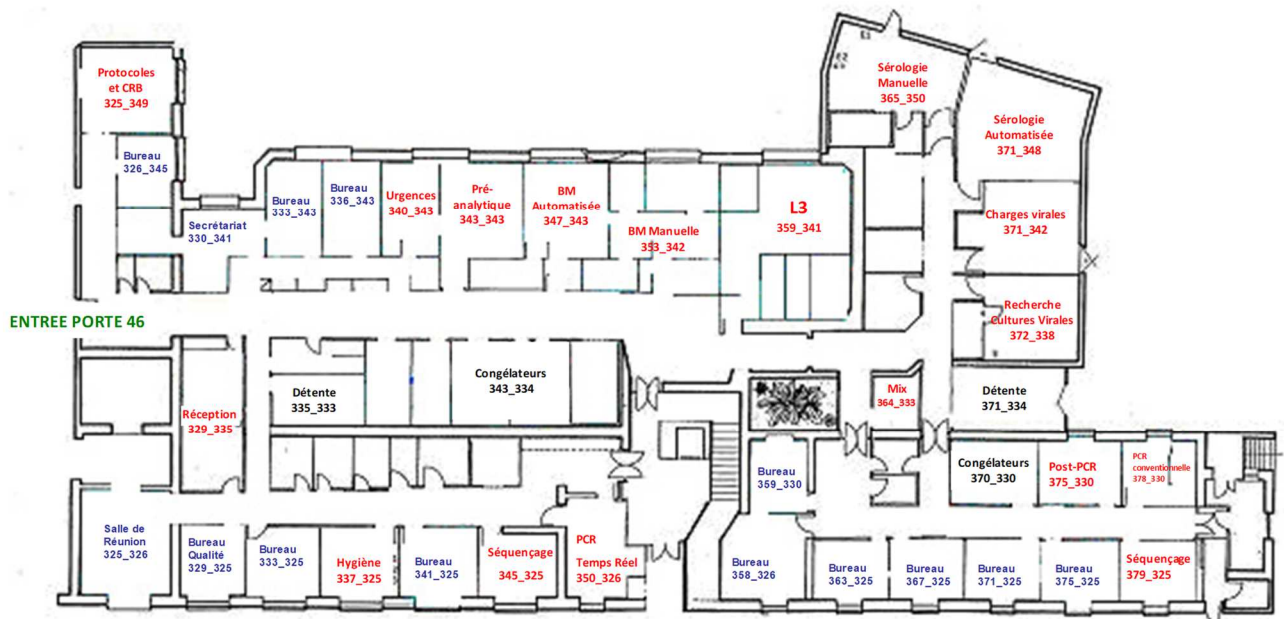 Protocoles
et CRB
325_349
Bureau
326_345
Secrétariat
330_341
Bureau
333_343
Bureau
336_343
Urgences
340_343
Pré-
analytique
343_343
BM
Automatisée
347_343
BM Manuelle
353_342
L3
359_341
Sérologie
Manuelle
365_350
Sérologie
Automatisée
371_348
Charges virales
371_342
Recherche
Cultures Virales
372_338
ENTREE PORTE 46
Réception
329_335
Détente
335_333
Congélateurs
343_334
Mix
364_333
Détente
371_334
Bureau
359_330
Congélateurs
370_330
Post-PCR
375_330
PCR
conventionnelle
378_330
Salle de
Réunion
325_326
Bureau
Qualité
329_325
Bureau
333_325
Hygiène
337_325
Bureau
341_325
Séquençage
345_325
PCR
Temps Réel
350_326
Bureau
358_326
Bureau
363_325
Bureau
367_325
Bureau
371_325
Bureau
375_325
Séquençage
379_325